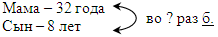 Мама – 32 года
Сын – 8 лет
во ? раз б.